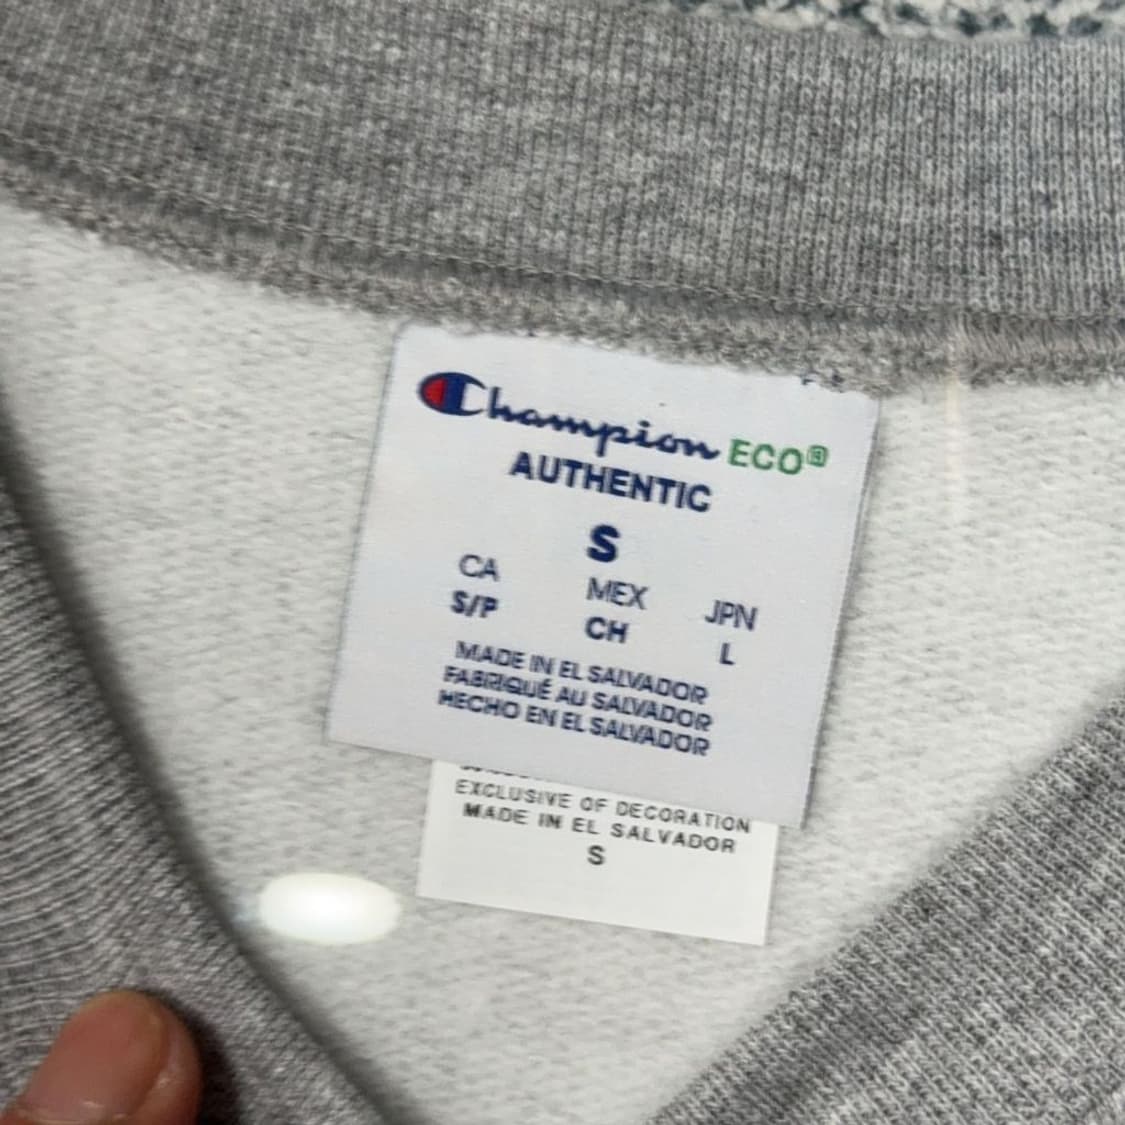 Champion ECO®
AUTHENTIC
S
CA MEX JPN
S/P CH L
MADE IN EL SALVADOR
FABRIQUÉ AU SALVADOR
HECHO EN EL SALVADOR
EXCLUSIVE OF DECORATION
MADE IN EL SALVADOR
S